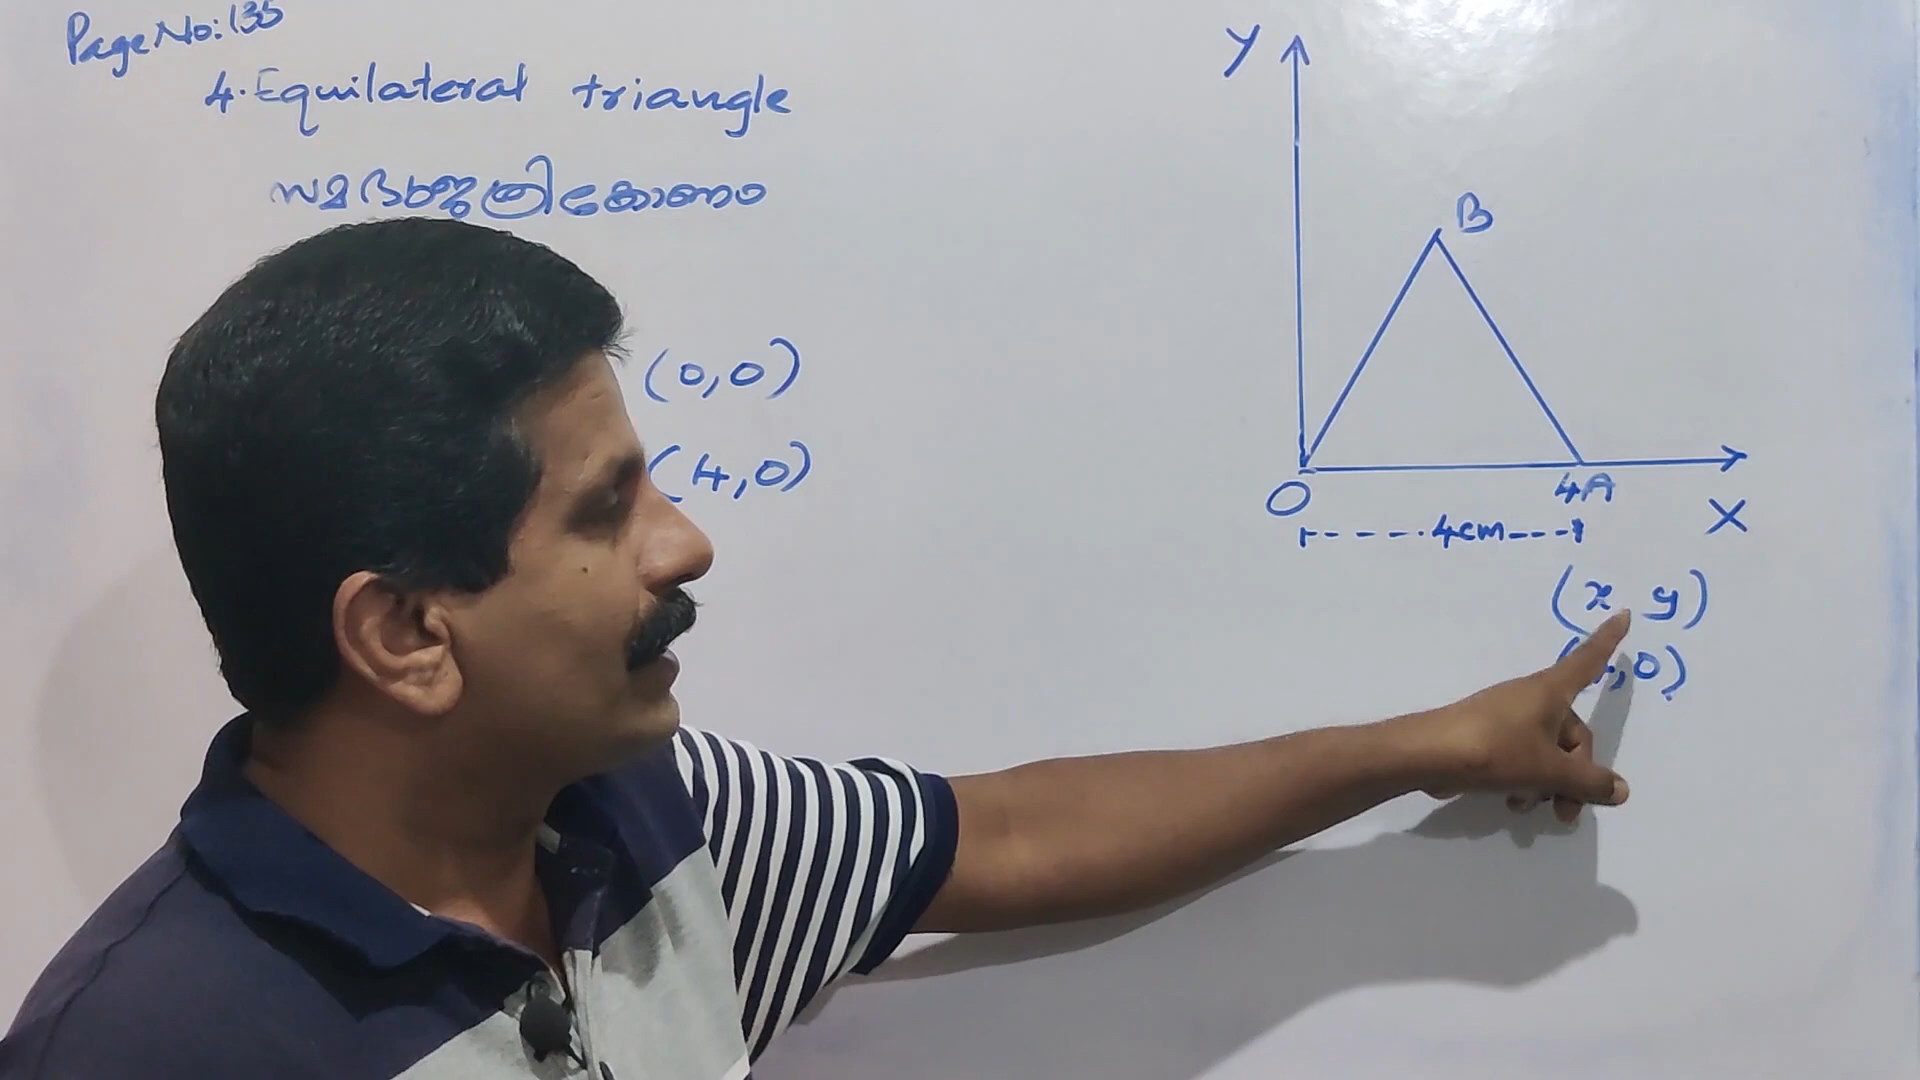 Page No: 135
4. Equilateral triangle
സമഭുജത്രികോണം
(0,0)
(4,0)
Y
B
O
4A
X
4cm
(x, y)
,0)